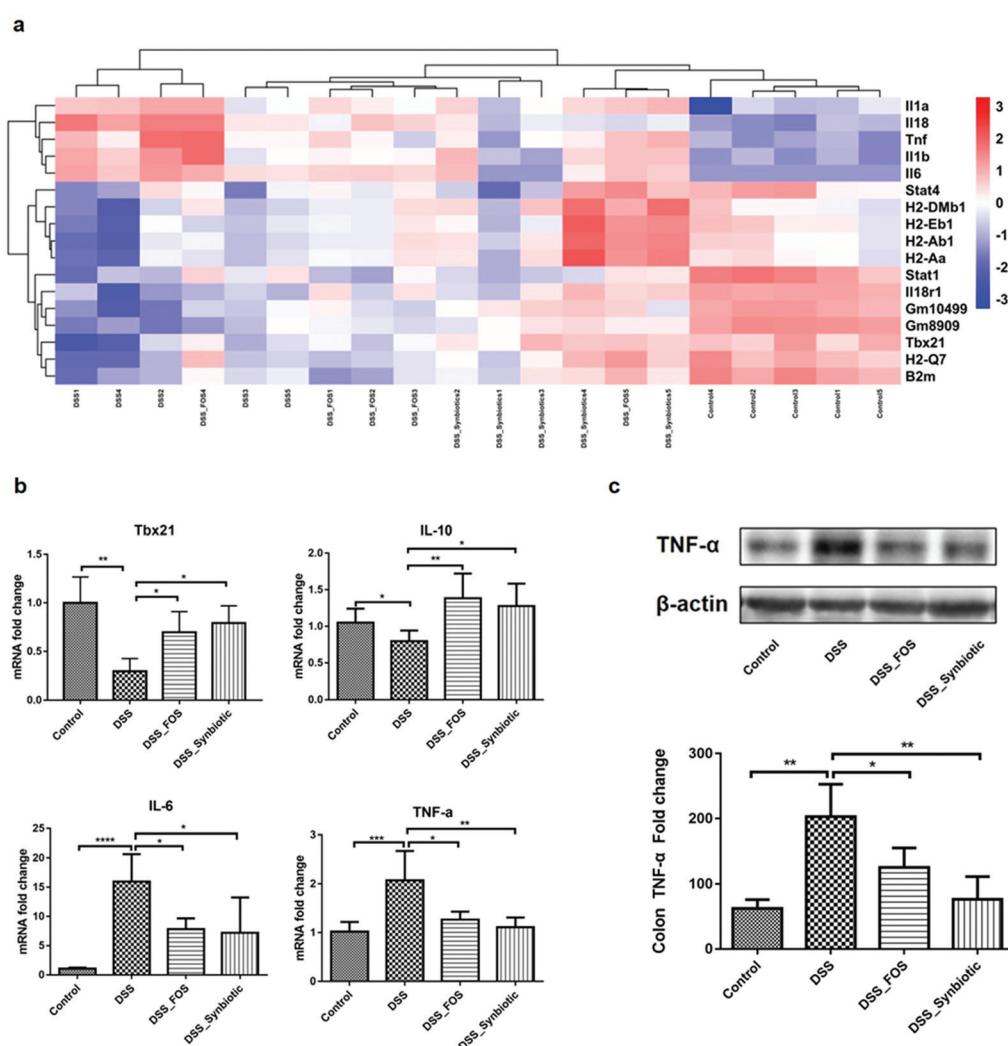 a
Il1a
Il18
Tnf
Il1b
Il6
Stat4
H2-DMb1
H2-Eb1
H2-Ab1
H2-Aa
Stat1
Il18r1
Gm10499
Gm8909
Tbx21
H2-Q7
B2m
3
2
1
0
-1
-2
-3
DSS1
DSS4
DSS2
DSS_FOS4
DSS3
DSS5
DSS_FOS1
DSS_FOS2
DSS_FOS3
DSS_Synbiotics2
DSS_Synbiotics1
DSS_Synbiotics3
DSS_Synbiotics4
DSS_FOS5
DSS_Synbiotics5
Control4
Control2
Control3
Control1
Control5
b
Tbx21
mRNA fold change
1.5
1.0
0.5
0.0
**
*
*
Control
DSS
DSS_FOS
DSS_Synbiotic
IL-10
mRNA fold change
2.0
1.5
1.0
0.5
0.0
*
**
*
Control
DSS
DSS_FOS
DSS_Synbiotic
IL-6
mRNA fold change
25
20
15
10
5
0
****
*
*
Control
DSS
DSS_FOS
DSS_Synbiotic
TNF-a
mRNA fold change
3
2
1
0
***
**
*
Control
DSS
DSS_FOS
DSS_Synbiotic
c
TNF-α
β-actin
Control
DSS
DSS_FOS
DSS_Synbiotic
Colon TNF-α Fold change
300
200
100
0
**
**
*
Control
DSS
DSS_FOS
DSS_Synbiotic